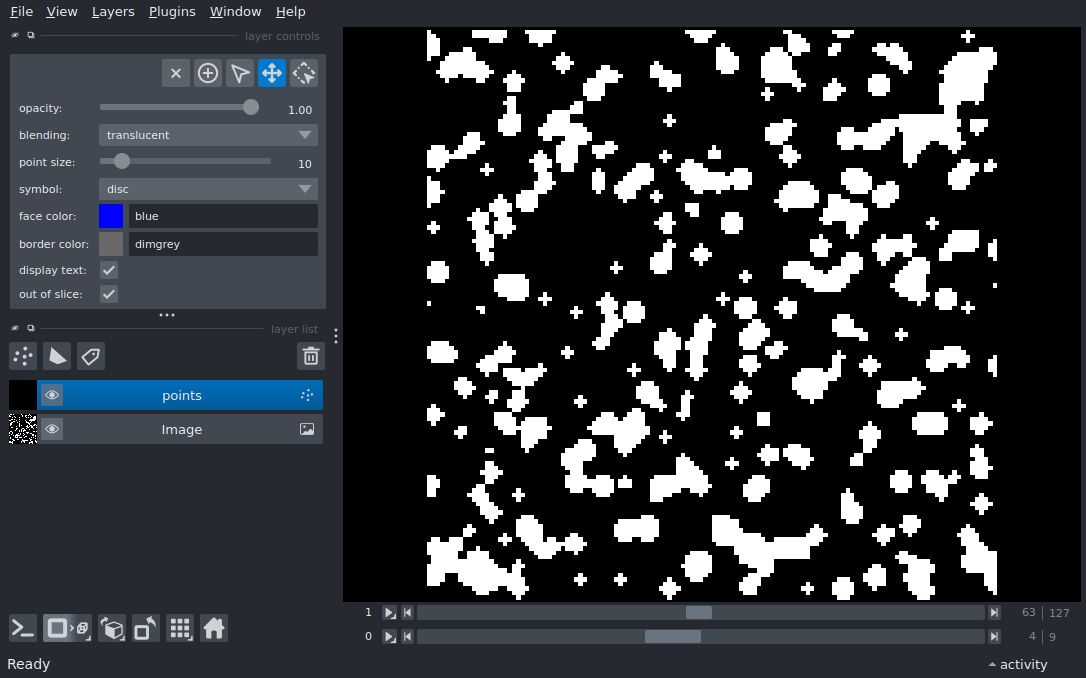 File View Layers Plugins Window Help
layer controls
opacity: 1.00
blending: translucent
point size: 10
symbol: disc
face color: blue
border color: dimgrey
display text:
out of slice:
layer list
points
Image
1 63 127
0 4 9
Ready activity